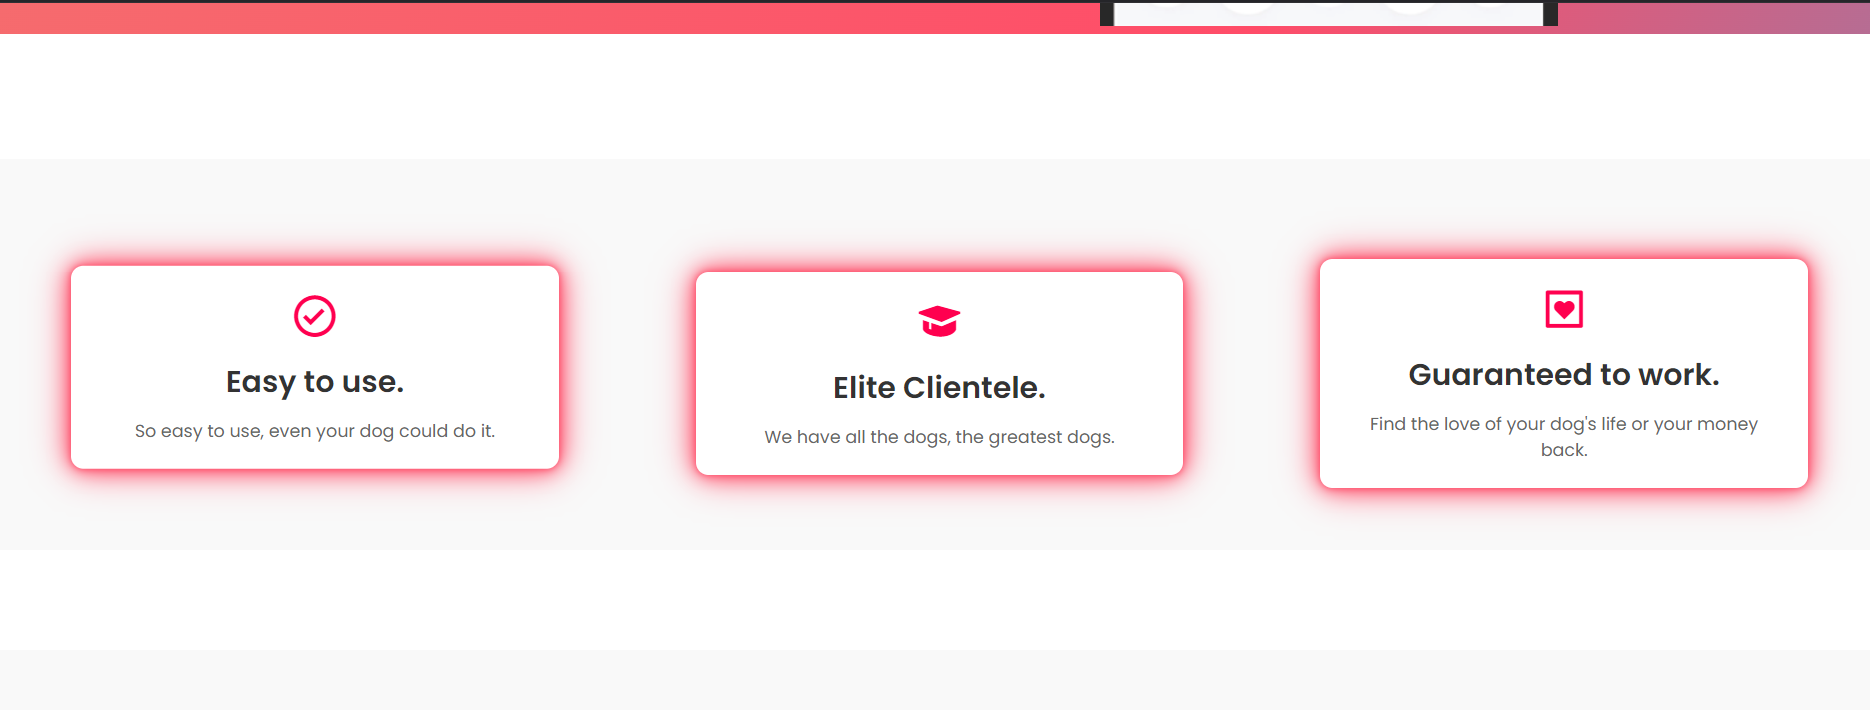 Easy to use.
So easy to use, even your dog could do it.
Elite Clientele.
We have all the dogs, the greatest dogs.
Guaranteed to work.
Find the love of your dog's life or your money
back.